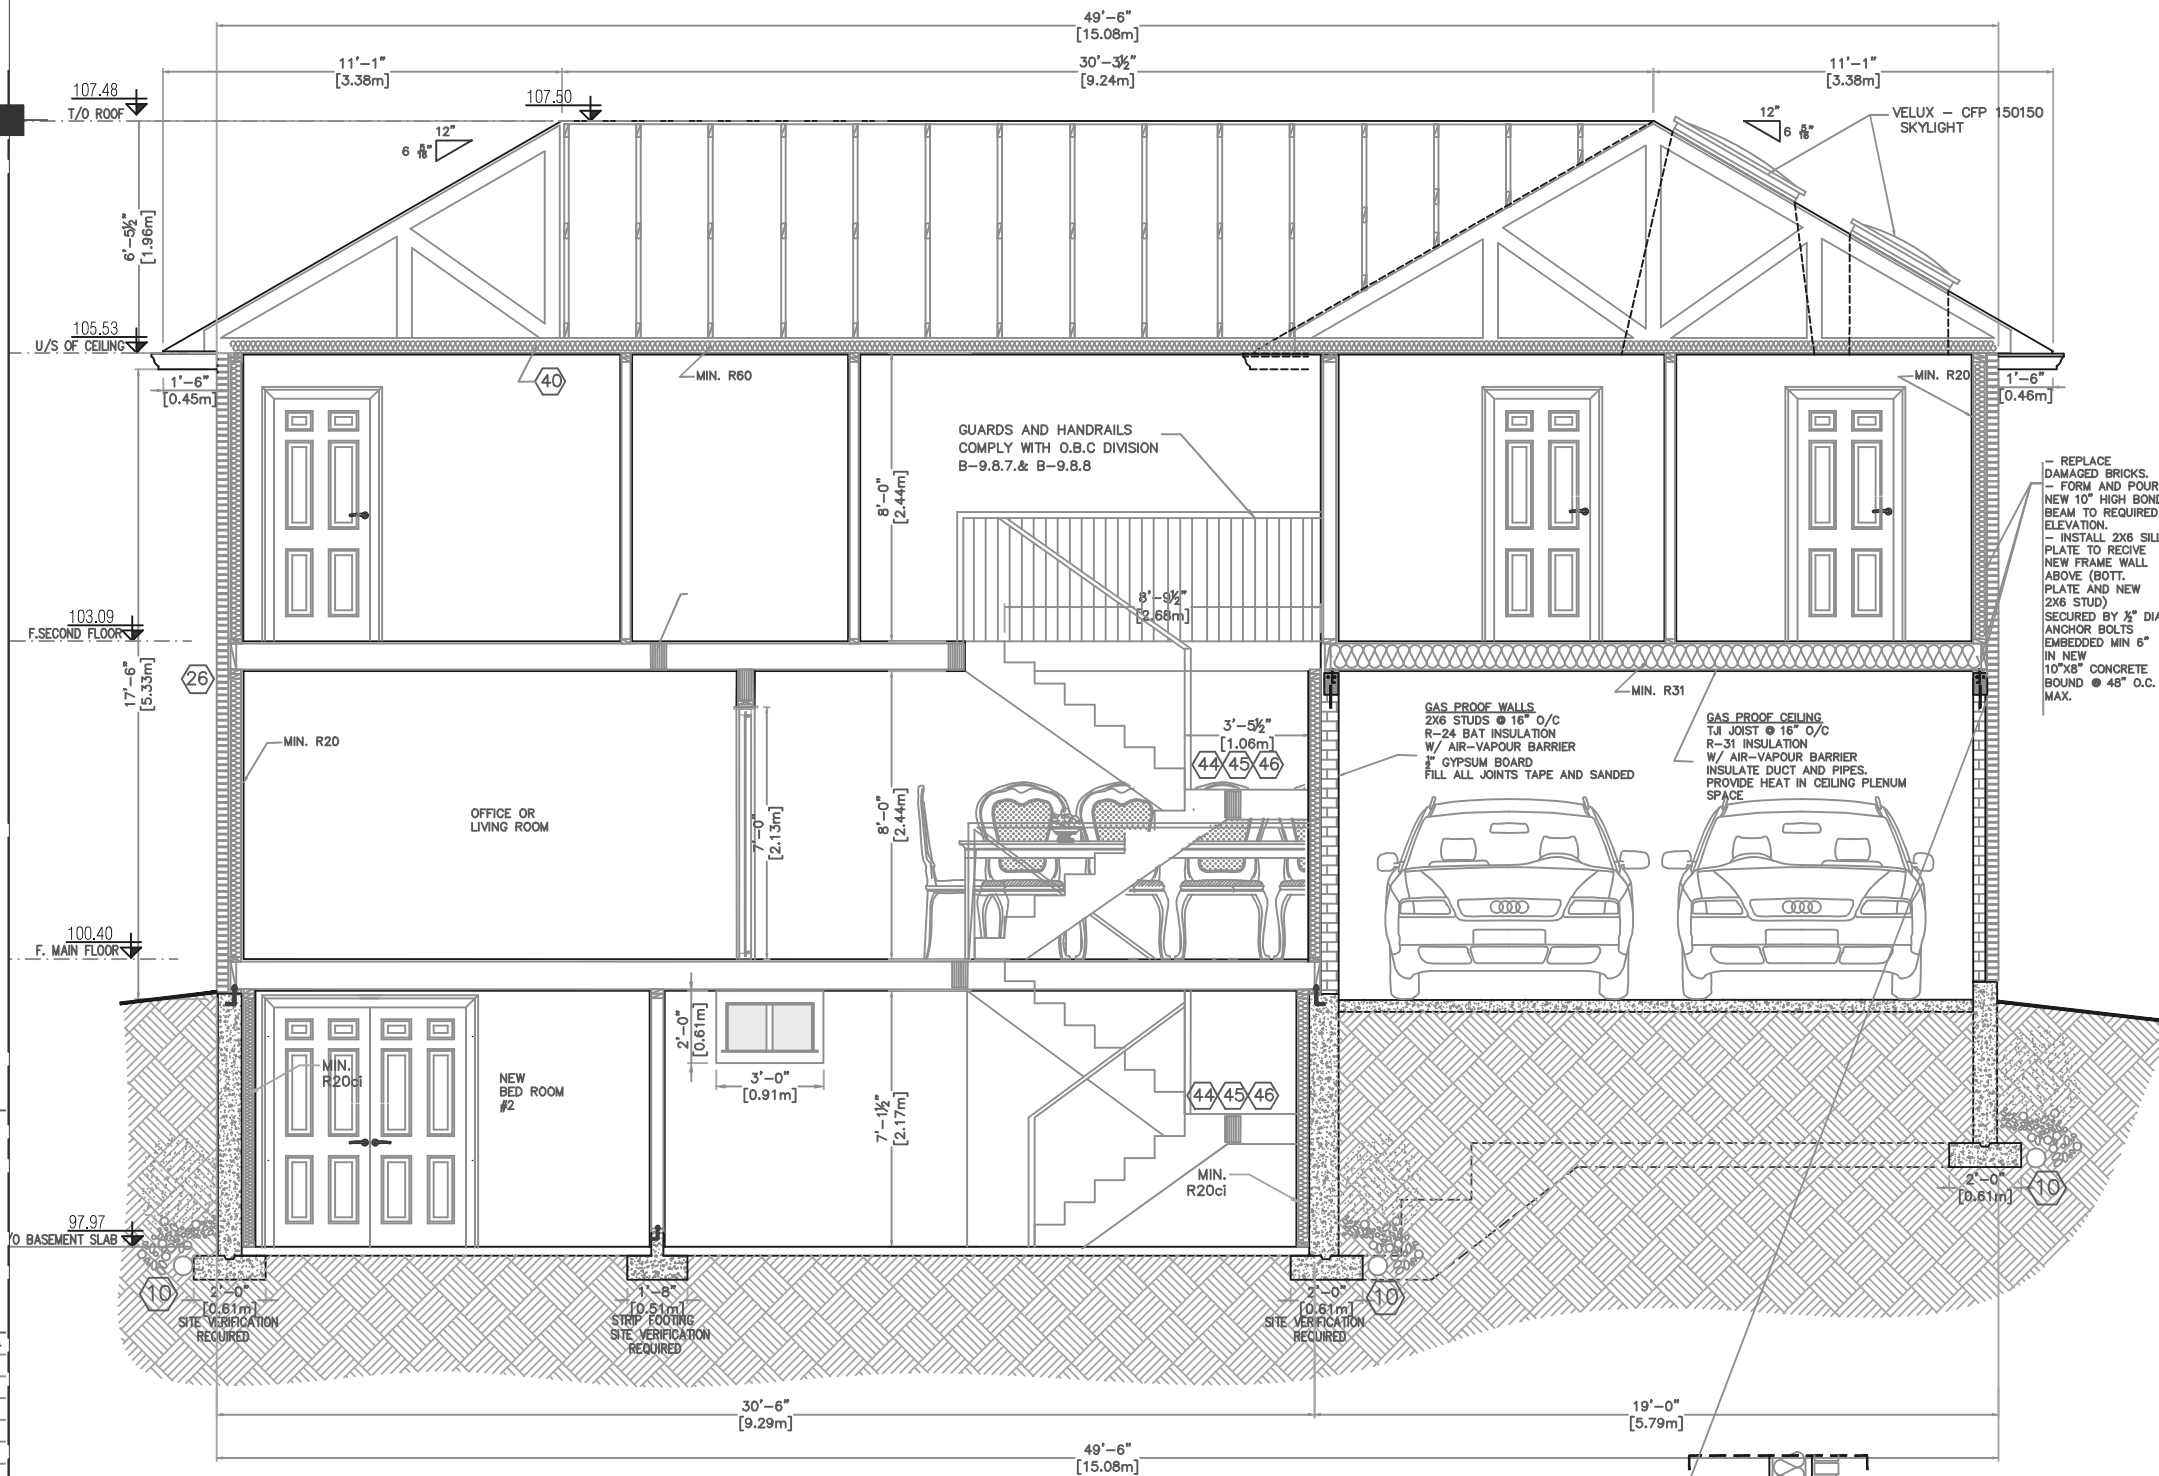 49'-6"
[15.08m]
11'-1"
[3.38m]
30'-3½"
[9.24m]
11'-1"
[3.38m]
107.48
T/O ROOF
107.50
12"
6 5/16"
12"
6 5/16"
VELUX - CFP 150150
SKYLIGHT
6'-5½"
[1.96m]
105.53
U/S OF CEILING
1'-6"
[0.45m]
40
MIN. R60
MIN. R20
1'-6"
[0.46m]
GUARDS AND HANDRAILS
COMPLY WITH O.B.C DIVISION
B-9.8.7.& B-9.8.8
8'-0"
[2.44m]
- REPLACE
DAMAGED BRICKS.
- FORM AND POUR
NEW 10" HIGH BOND
BEAM TO REQUIRED
ELEVATION.
- INSTALL 2X6 SILL
PLATE TO RECIVE
NEW FRAME WALL
ABOVE (BOTT.
PLATE AND NEW
2X6 STUD)
SECURED BY ½" DIA
ANCHOR BOLTS
EMBEDDED MIN 6"
IN NEW
10"X8" CONCRETE
BOUND @ 48" O.C.
MAX.
8'-9½"
[2.68m]
103.09
F.SECOND FLOOR
17'-6"
[5.33m]
26
MIN. R31
GAS PROOF WALLS
2X6 STUDS @ 16" O/C
R-24 BAT INSULATION
W/ AIR-VAPOUR BARRIER
½" GYPSUM BOARD
FILL ALL JOINTS TAPE AND SANDED
GAS PROOF CEILING
TJI JOIST @ 16" O/C
R-31 INSULATION
W/ AIR-VAPOUR BARRIER
INSULATE DUCT AND PIPES.
PROVIDE HEAT IN CEILING PLENUM
SPACE
MIN. R20
3'-5½"
[1.06m]
44 45 46
OFFICE OR
LIVING ROOM
7'-0"
[2.13m]
8'-0"
[2.44m]
100.40
F. MAIN FLOOR
2'-0"
[0.61m]
3'-0"
[0.91m]
MIN.
R20ci
NEW
BED ROOM
#2
7'-1½"
[2.17m]
44 45 46
MIN.
R20ci
97.97
/O BASEMENT SLAB
10
2'-0"
[0.61m]
SITE VERIFICATION
REQUIRED
1'-8"
[0.51m]
STRIP FOOTING
SITE VERIFICATION
REQUIRED
2'-0"
[0.61m]
SITE VERIFICATION
REQUIRED
10
2'-0"
[0.61m]
10
30'-6"
[9.29m]
19'-0"
[5.79m]
49'-6"
[15.08m]